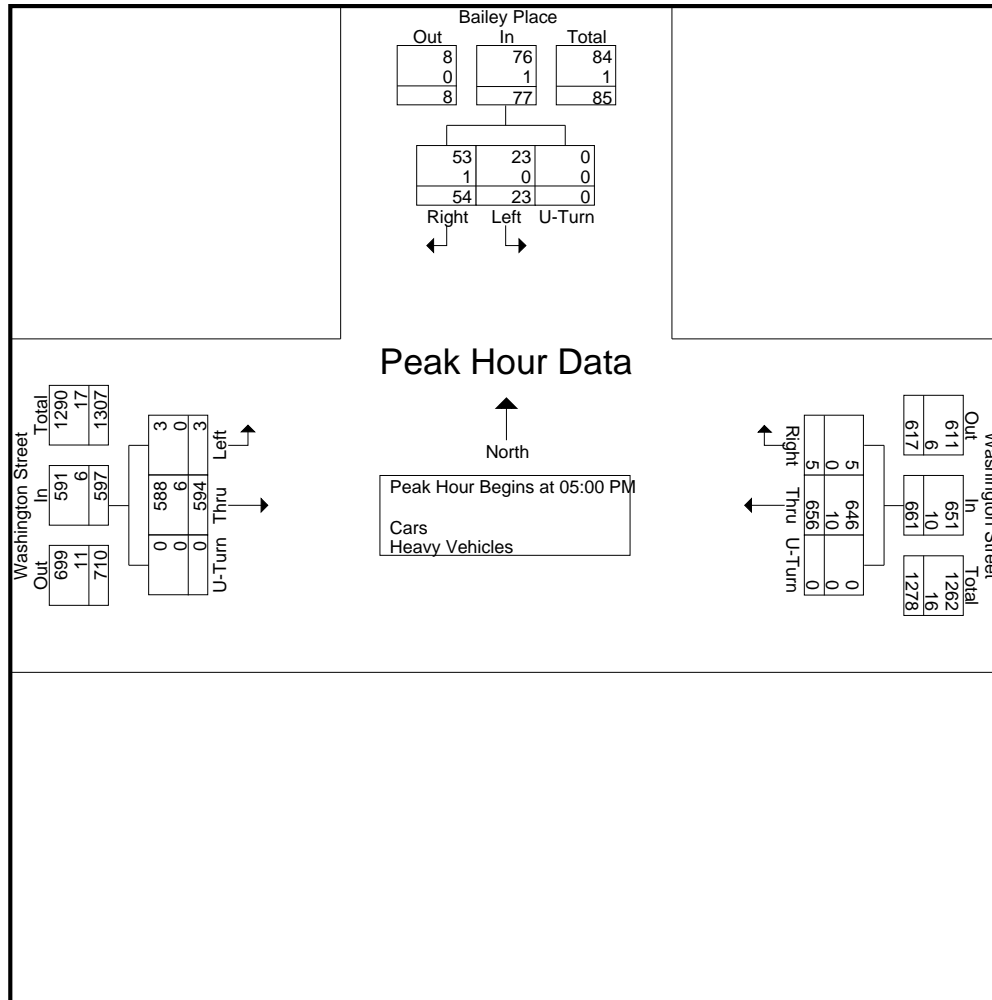 Bailey Place
Out In Total
8 76 84
0 1 1
8 77 85
53 23 0
1 0 0
54 23 0
Right Left U-Turn
Peak Hour Data
North
Peak Hour Begins at 05:00 PM
Cars
Heavy Vehicles
Washington Street
Out In Total
699 591 1290
11 6 17
710 597 1307
0 588 3
0 6 0
0 594 3
U-Turn Thru Left
Washington Street
Out In Total
611 651 1262
6 10 16
617 661 1278
5 646 0
0 10 0
5 656 0
Right Thru U-Turn